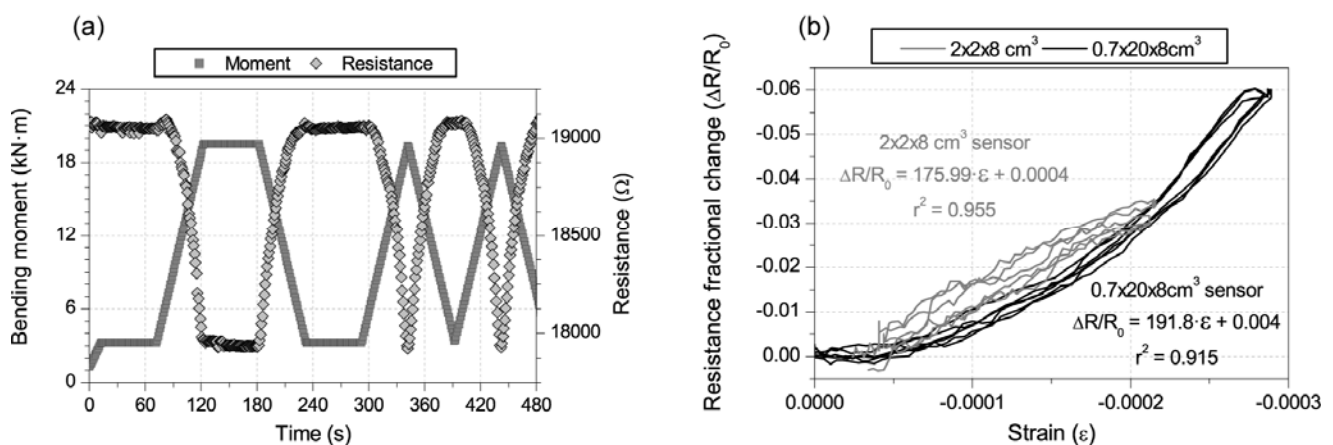 (a)
Moment Resistance
24
18
12
6
0
Bending moment (kN·m)
19000
18500
18000
Resistance (Ω)
0 60 120 180 240 300 360 420 480
Time (s)
(b)
2x2x8 cm³ 0.7x20x8cm³
-0.06
-0.05
-0.04
-0.03
-0.02
-0.01
0.00
Resistance fractional change (ΔR/R₀)
2x2x8 cm³ sensor
ΔR/R₀ = 175.99·ε + 0.0004
r² = 0.955
0.7x20x8cm³ sensor
ΔR/R₀ = 191.8·ε + 0.004
r² = 0.915
0.0000 -0.0001 -0.0002 -0.0003
Strain (ε)